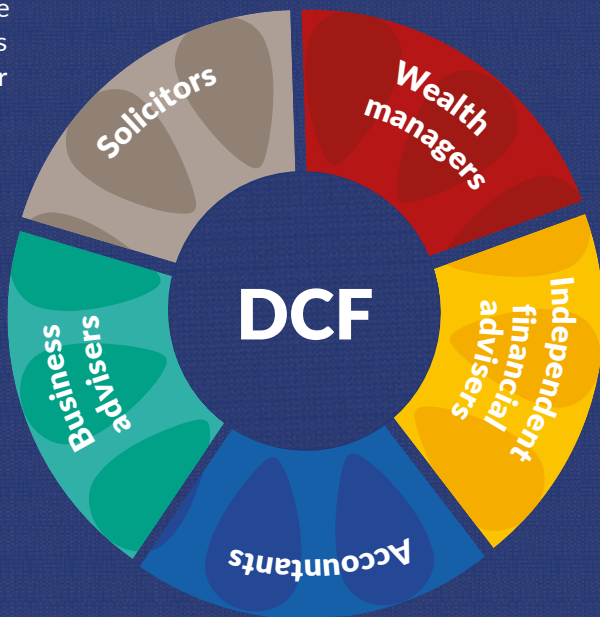 e
s
r
Solicitors
Wealth
managers
DCF
Independent
financial
advisers
Business
advisers
Accountants